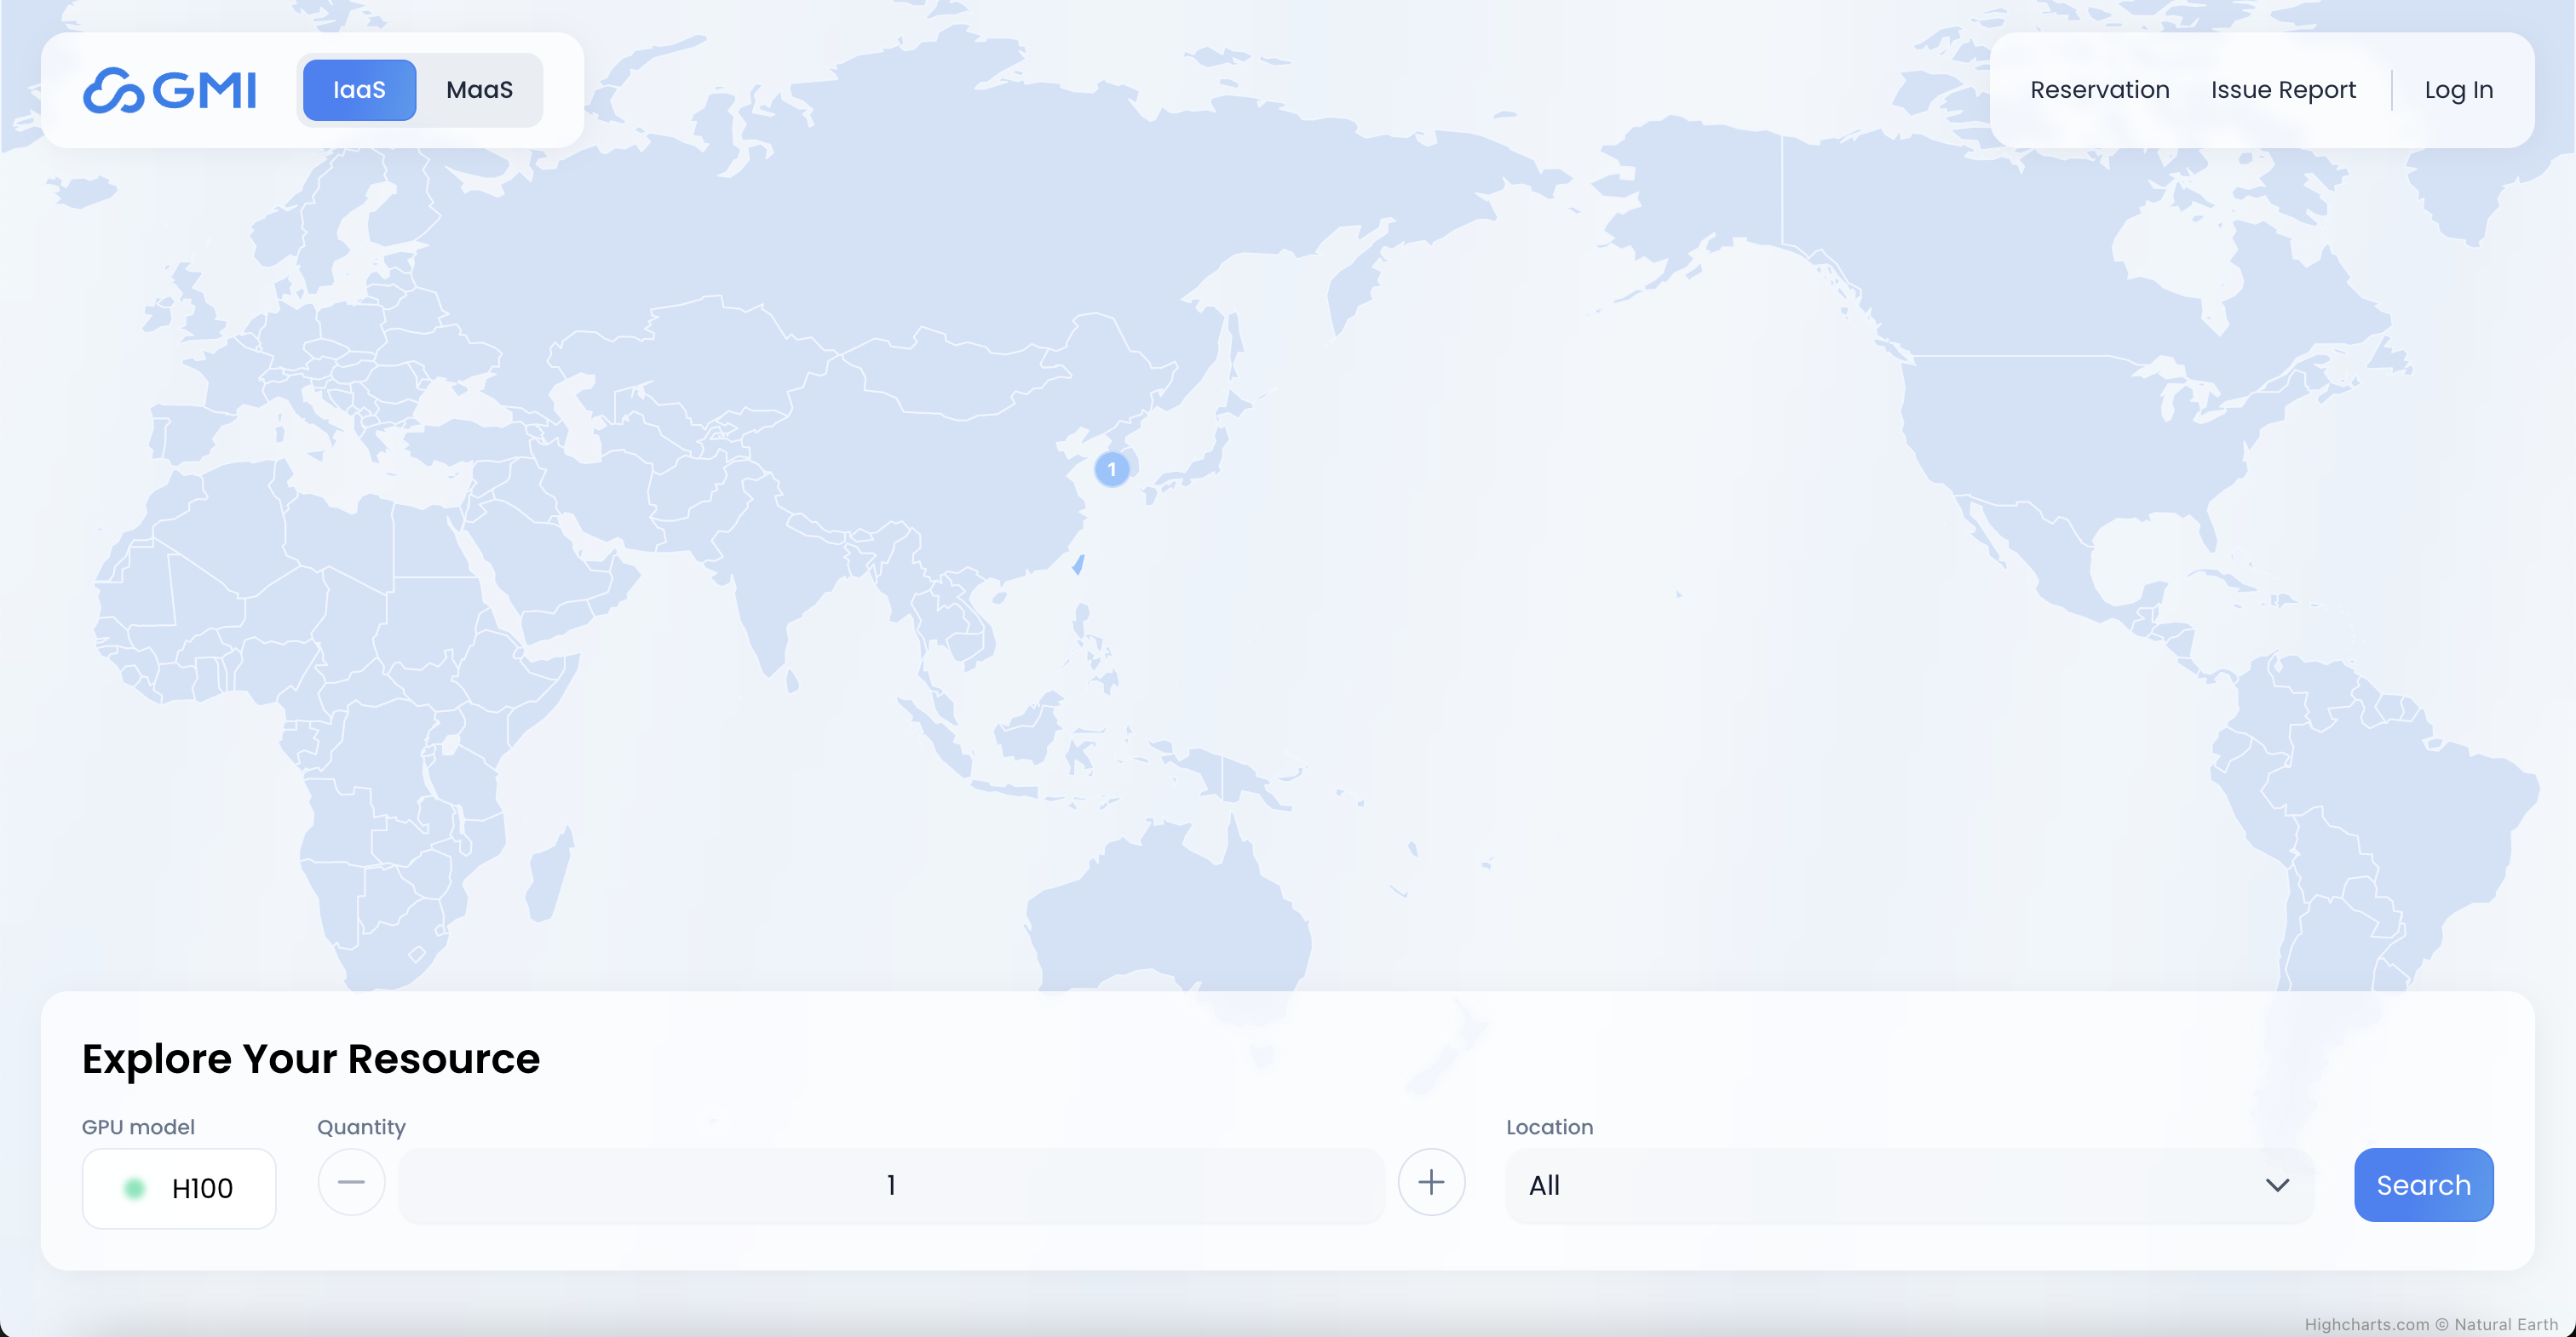 GMI
IaaS
MaaS
Reservation
Issue Report
Log In
1
Explore Your Resource
GPU model
Quantity
Location
H100
1
All
Search
Highcharts.com © Natural Earth